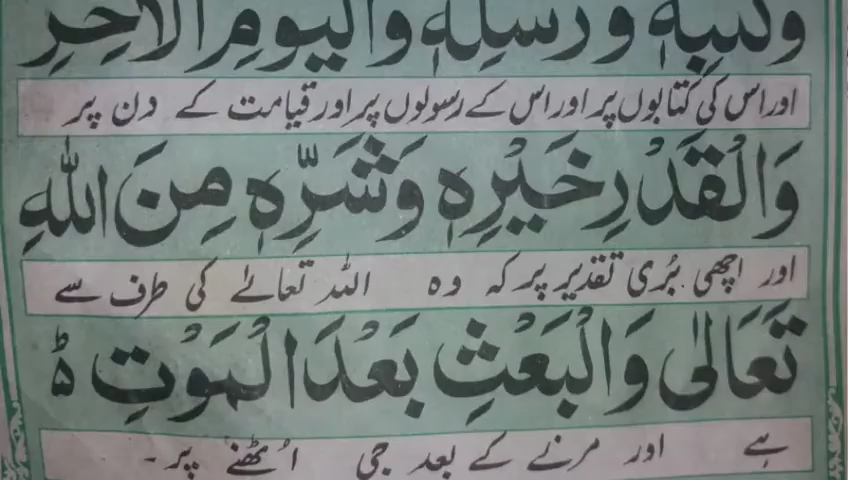 وَكُتُبِهٖ وَرُسُلِهٖ وَالْيَوْمِ الْاٰخِرِ
اور اس کی کتابوں پر اور اس کے رسولوں پر اور قیامت کے دن پر
وَالْقَدْرِ خَيْرِهٖ وَشَرِّهٖ مِنَ اللّٰهِ
اور اچھی بُری تقدیر پر کہ وہ اللہ تعالےٰ کی طرف سے
تَعَالٰى وَالْبَعْثِ بَعْدَ الْمَوْتِ ؕ
ہے اور مرنے کے بعد جی اُٹھنے پر۔